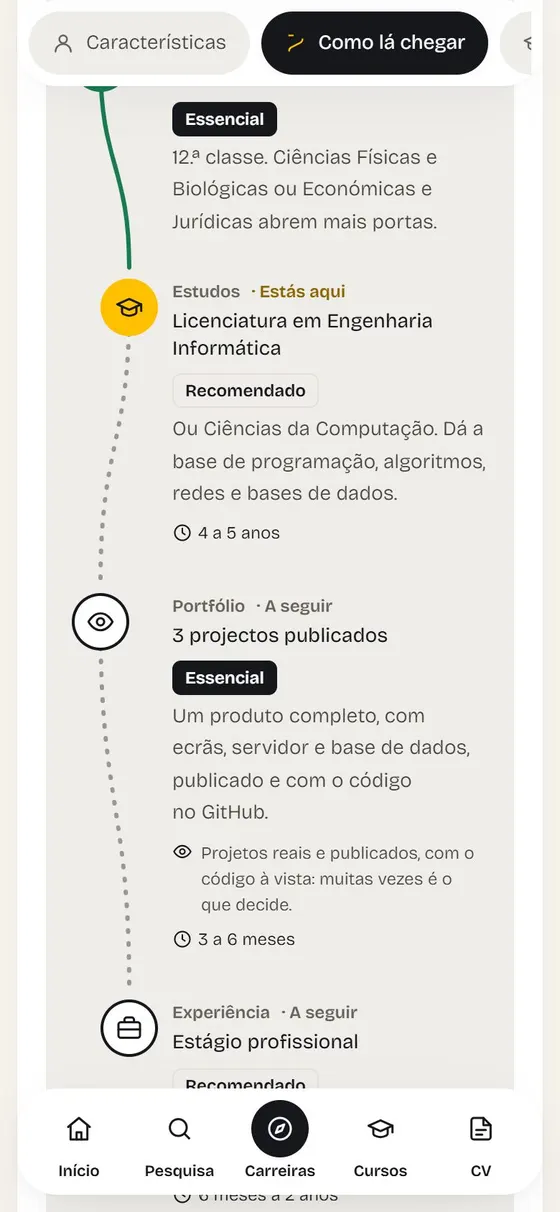 Características
Como lá chegar
Essencial
12.ª classe. Ciências Físicas e
Biológicas ou Económicas e
Jurídicas abrem mais portas.
Estudos · Estás aqui
Licenciatura em Engenharia
Informática
Recomendado
Ou Ciências da Computação. Dá a
base de programação, algoritmos,
redes e bases de dados.
4 a 5 anos
Portfólio · A seguir
3 projectos publicados
Essencial
Um produto completo, com
ecrãs, servidor e base de dados,
publicado e com o código
no GitHub.
Projetos reais e publicados, com o
código à vista: muitas vezes é o
que decide.
3 a 6 meses
Experiência · A seguir
Estágio profissional
Recomendado
Início
Pesquisa
Carreiras
Cursos
CV
6 meses a 2 anos